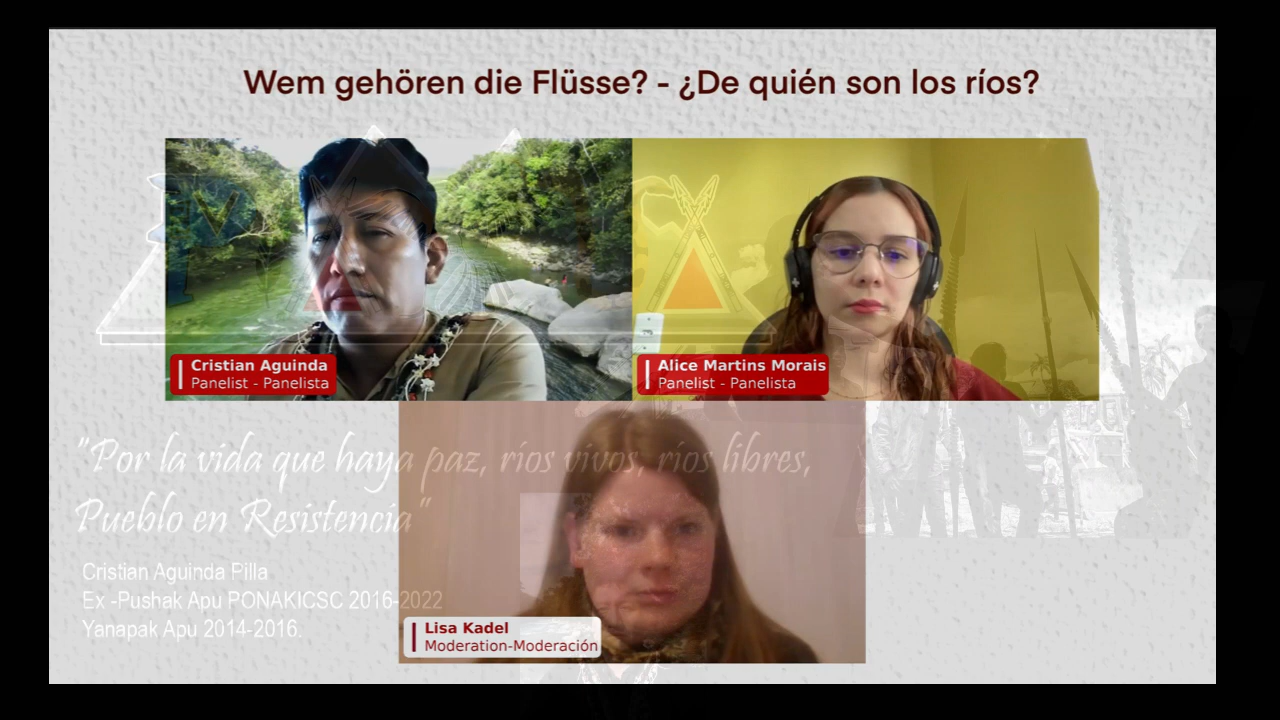 Wem gehören die Flüsse? - ¿De quién son los ríos?
Cristian Aguinda
Panelist - Panelista
Alice Martins Morais
Panelist - Panelista
"Por la vida que haya paz, ríos vivos, ríos libres,
Pueblo en Resistencia"
Cristian Aguinda Pilla
Ex -Pushak Apu PONAKICSC 2016-2022
Yanapak Apu 2014-2016.
Lisa Kadel
Moderation-Moderación